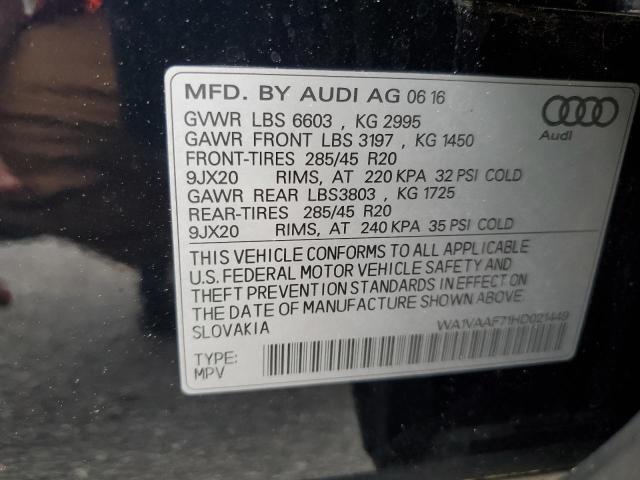 MFD. BY AUDI AG 06 16
Audi
GVWR LBS 6603 , KG 2995
GAWR FRONT LBS 3197 , KG 1450
FRONT-TIRES 285/45 R20
9JX20 RIMS, AT 220 KPA 32 PSI COLD
GAWR REAR LBS3803 , KG 1725
REAR-TIRES 285/45 R20
9JX20 RIMS, AT 240 KPA 35 PSI COLD
THIS VEHICLE CONFORMS TO ALL APPLICABLE
U.S. FEDERAL MOTOR VEHICLE SAFETY AND
THEFT PREVENTION STANDARDS IN EFFECT ON
THE DATE OF MANUFACTURE SHOWN ABOVE.
SLOVAKIA
WA1VAAF71HD021449
TYPE:
MPV